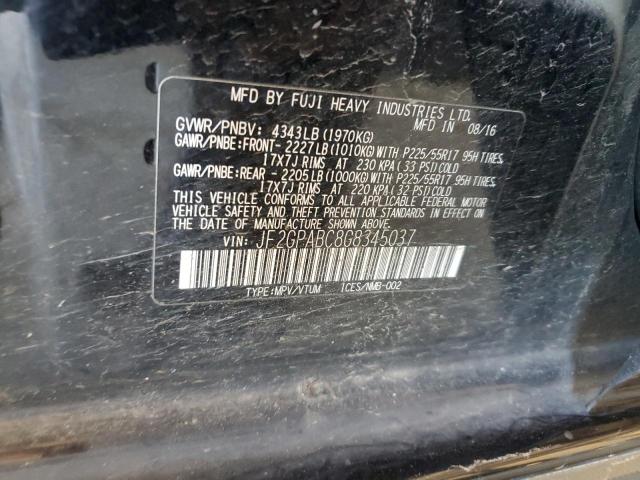 MFD BY FUJI HEAVY INDUSTRIES LTD.
MFD IN 08/16
GVWR/PNBV: 4343LB(1970KG)
GAWR/PNBE:FRONT- 2227LB(1010KG)WITH P225/55R17 95H TIRES,
17X7J RIMS AT 230 KPA(33 PSI)COLD
GAWR/PNBE:REAR - 2205LB(1000KG)WITH P225/55R17 95H TIRES,
17X7J RIMS AT 220 KPA(32 PSI)COLD
THIS VEHICLE CONFORMS TO ALL APPLICABLE FEDERAL MOTOR
VEHICLE SAFETY AND THEFT PREVENTION STANDARDS IN EFFECT ON
THE DATE OF MANUFACTURE SHOWN ABOVE.
VIN: JF2GPABC8G8345037
TYPE:MPV/VTUM ICES/NMB-002